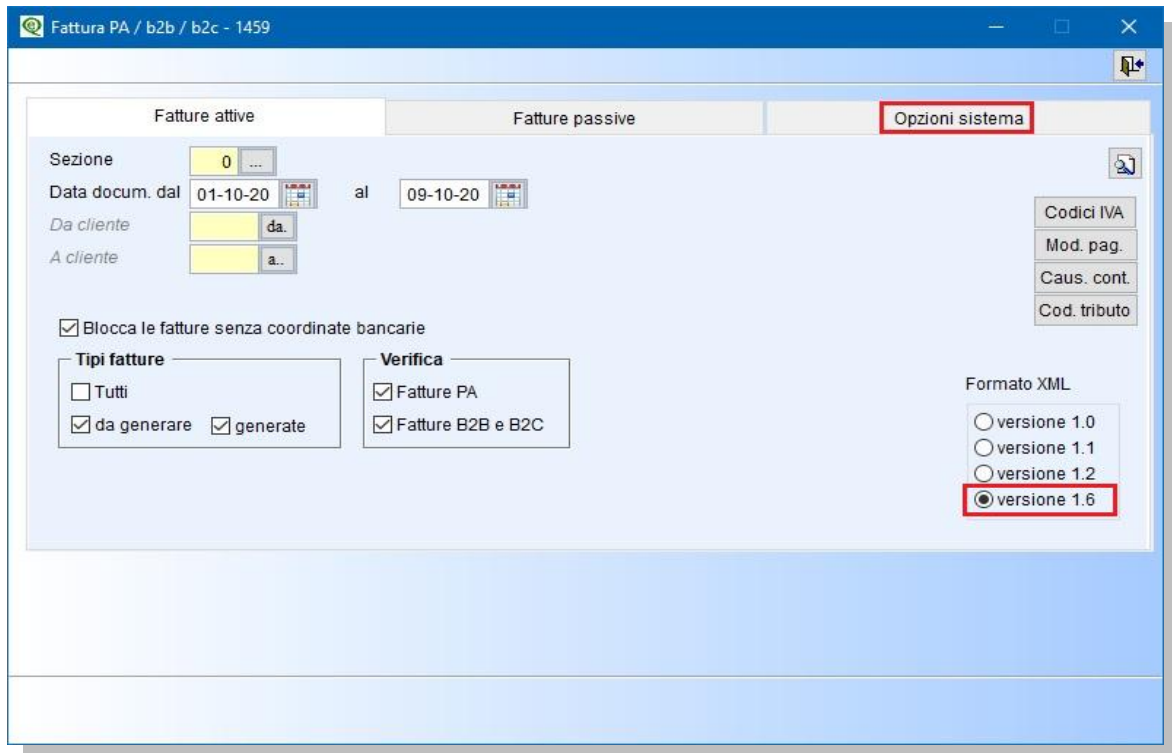 Fattura PA / b2b / b2c - 1459
Fatture attive Fatture passive Opzioni sistema
Sezione 0 ...
Data docum. dal 01-10-20 al 09-10-20
Da cliente da.
A cliente a..
Codici IVA
Mod. pag.
Caus. cont.
Cod. tributo
Blocca le fatture senza coordinate bancarie
Tipi fatture
Tutti
da generare generate
Verifica
Fatture PA
Fatture B2B e B2C
Formato XML
versione 1.0
versione 1.1
versione 1.2
versione 1.6